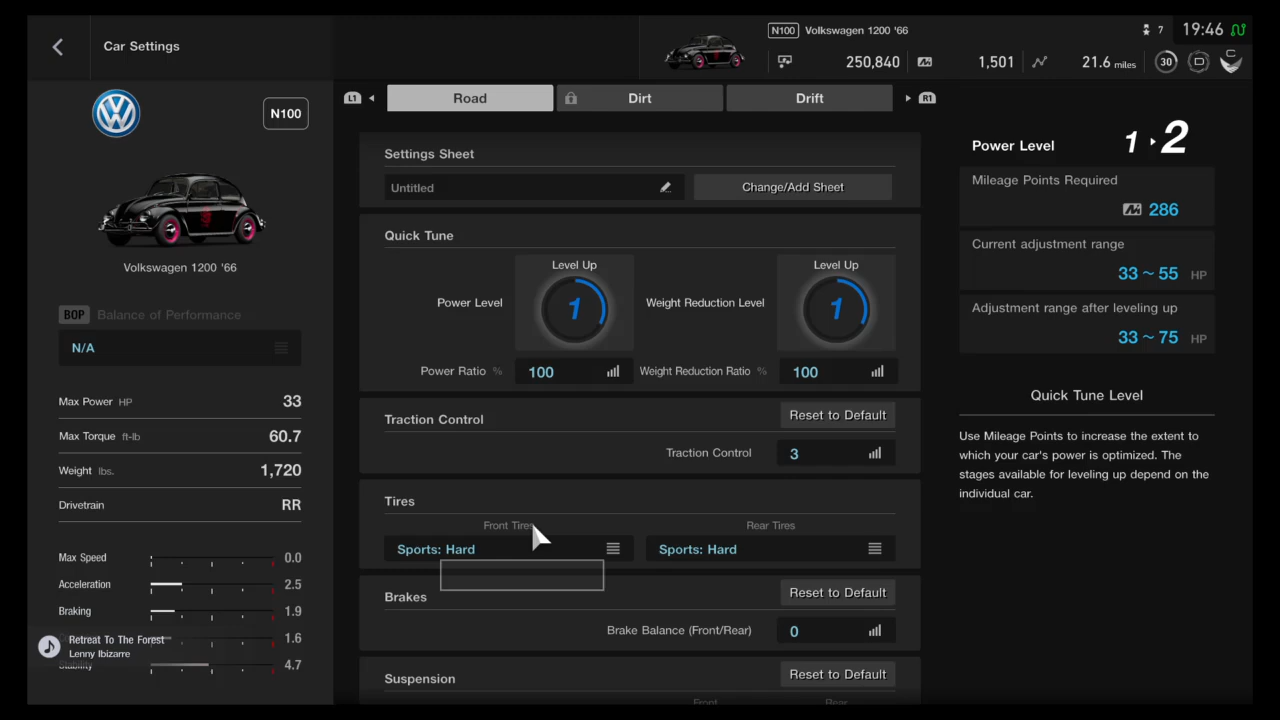 Car Settings
N100 Volkswagen 1200 '66
7 19:46
250,840 1,501 21.6 miles 30 D C
N100
Volkswagen 1200 '66
BOP Balance of Performance
N/A
Max Power HP 33
Max Torque ft-lb 60.7
Weight lbs. 1,720
Drivetrain RR
Max Speed 0.0
Acceleration 2.5
Braking 1.9
1.6
Stability 4.7
Retreat To The Forest
Lenny Ibizarre
L1 Road Dirt Drift R1
Settings Sheet
Untitled Change/Add Sheet
Quick Tune
Level Up Level Up
Power Level 1 Weight Reduction Level 1
Power Ratio % 100 Weight Reduction Ratio % 100
Traction Control Reset to Default
Traction Control 3
Tires
Front Tires Rear Tires
Sports: Hard Sports: Hard
Brakes Reset to Default
Brake Balance (Front/Rear) 0
Suspension Reset to Default
Front Rear
Power Level 1 2
Mileage Points Required
286
Current adjustment range
33 ~ 55 HP
Adjustment range after leveling up
33 ~ 75 HP
Quick Tune Level
Use Mileage Points to increase the extent to
which your car's power is optimized. The
stages available for leveling up depend on the
individual car.